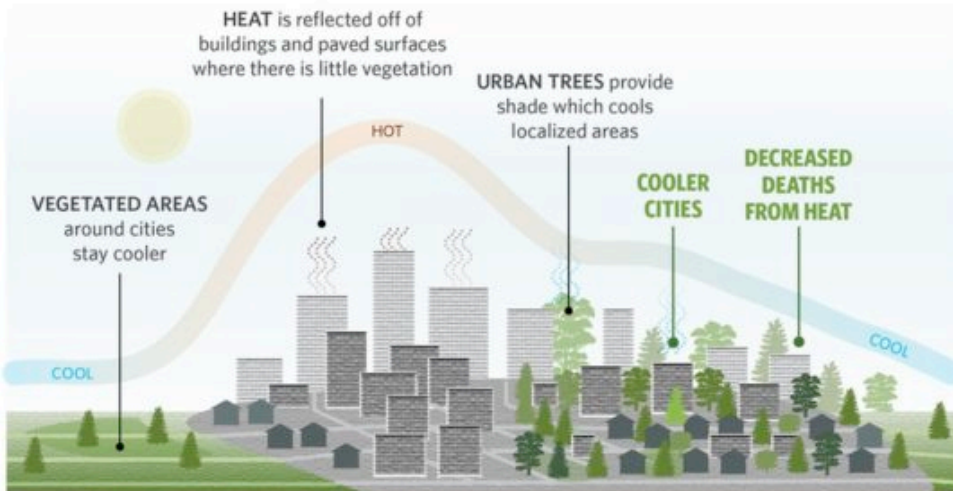 HEAT is reflected off of
buildings and paved surfaces
where there is little vegetation
URBAN TREES provide
shade which cools
localized areas
HOT
DECREASED
DEATHS
FROM HEAT
COOLER
CITIES
VEGETATED AREAS
around cities
stay cooler
COOL
COOL